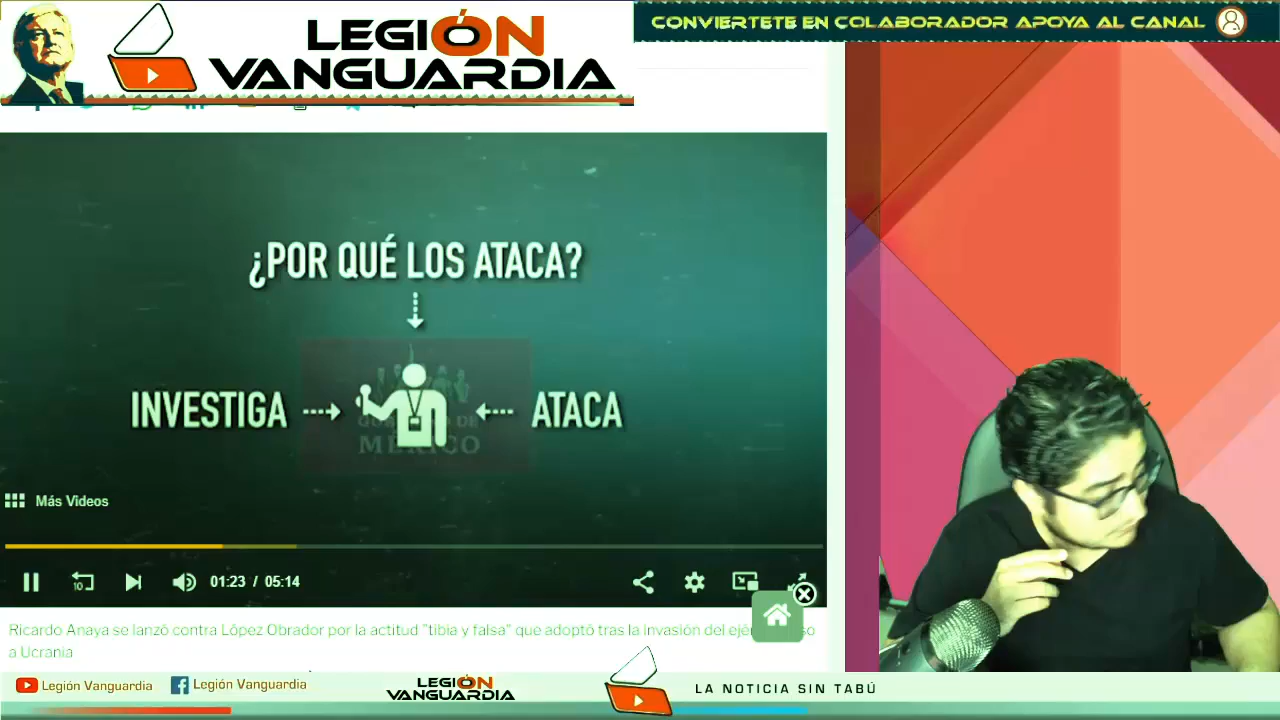 LEGIÓN
VANGUARDIA
CONVIERTETE EN COLABORADOR APOYA AL CANAL
¿POR QUÉ LOS ATACA?
INVESTIGA
ATACA
MÉXICO
Más Videos
10
01:23 / 05:14
Ricardo Anaya se lanzó contra López Obrador por la actitud "tibia y falsa" que adoptó tras la invasión del
a Ucrania
Legión Vanguardia
Legión Vanguardia
LEGIÓN
VANGUARDIA
LA NOTICIA SIN TABÚ